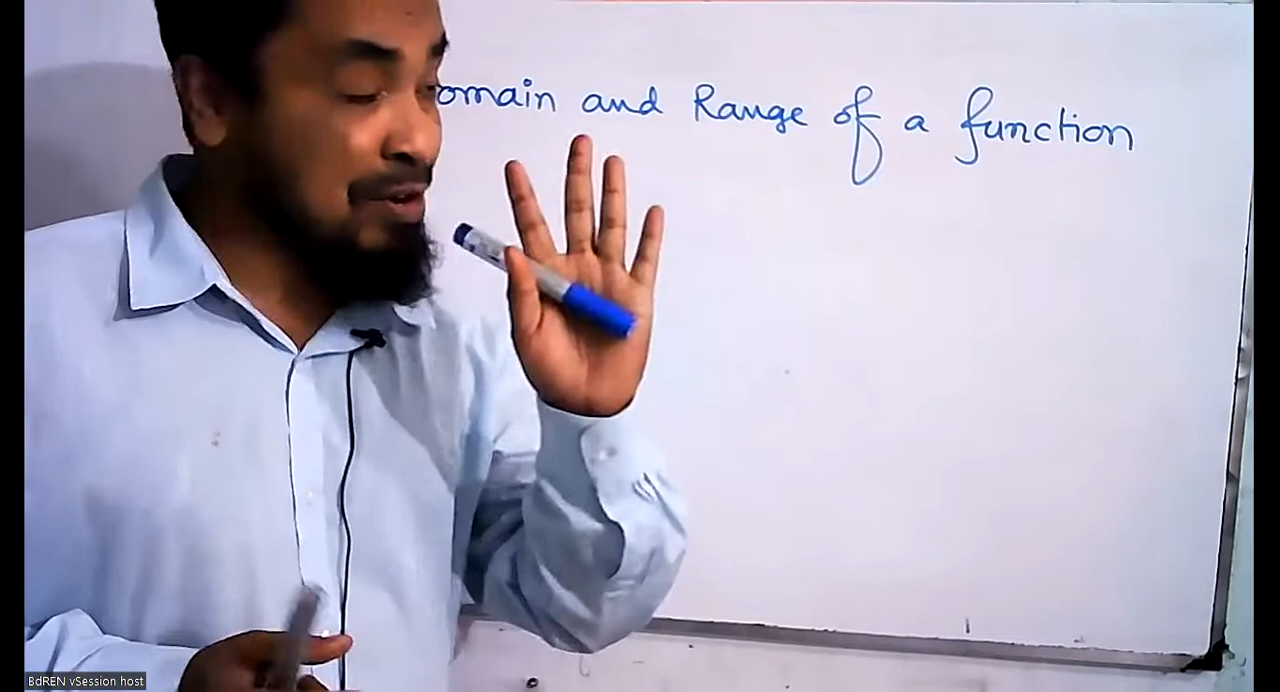 omain and Range of a function
BdREN vSession host